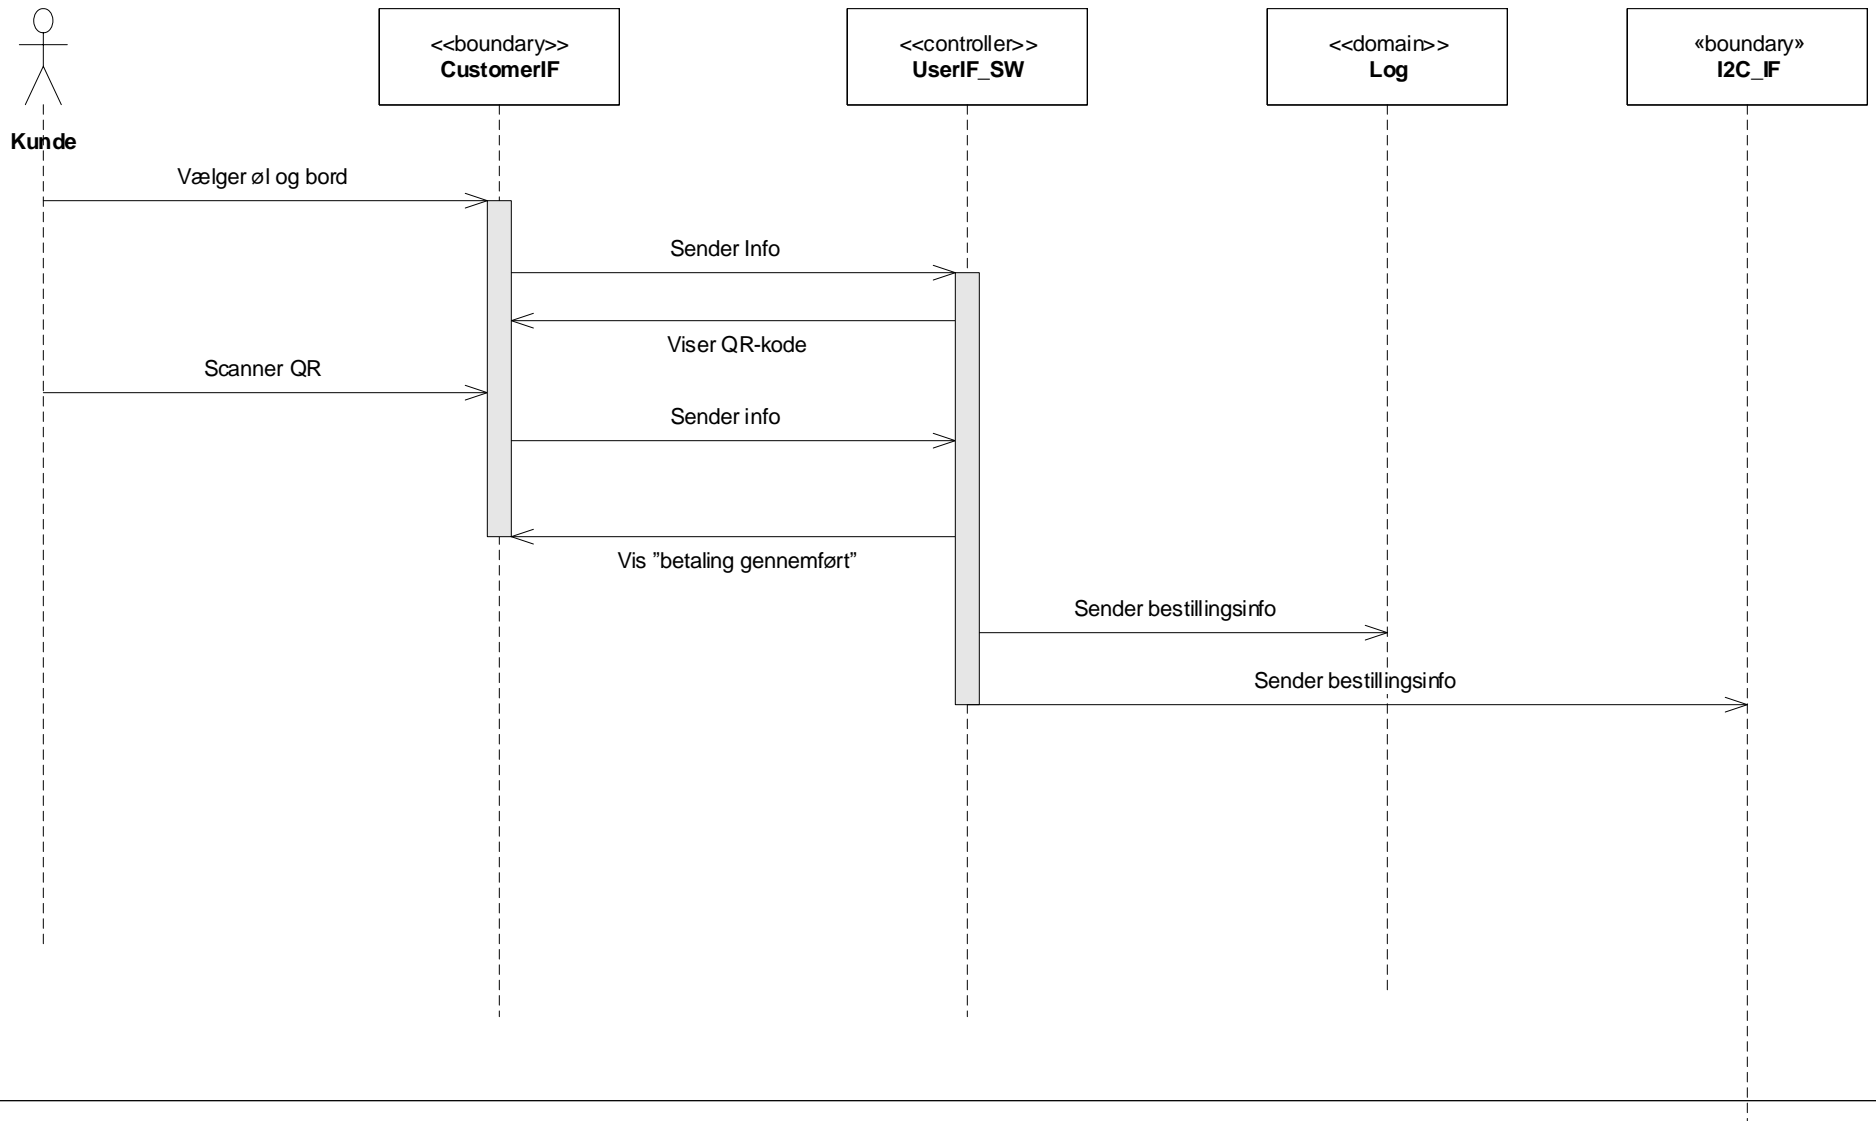 <<boundary>>
CustomerIF
<<controller>>
UserIF_SW
<<domain>>
Log
«boundary»
I2C_IF
Kunde
Vælger øl og bord
Sender Info
Viser QR-kode
Scanner QR
Sender info
Vis ”betaling gennemført”
Sender bestillingsinfo
Sender bestillingsinfo